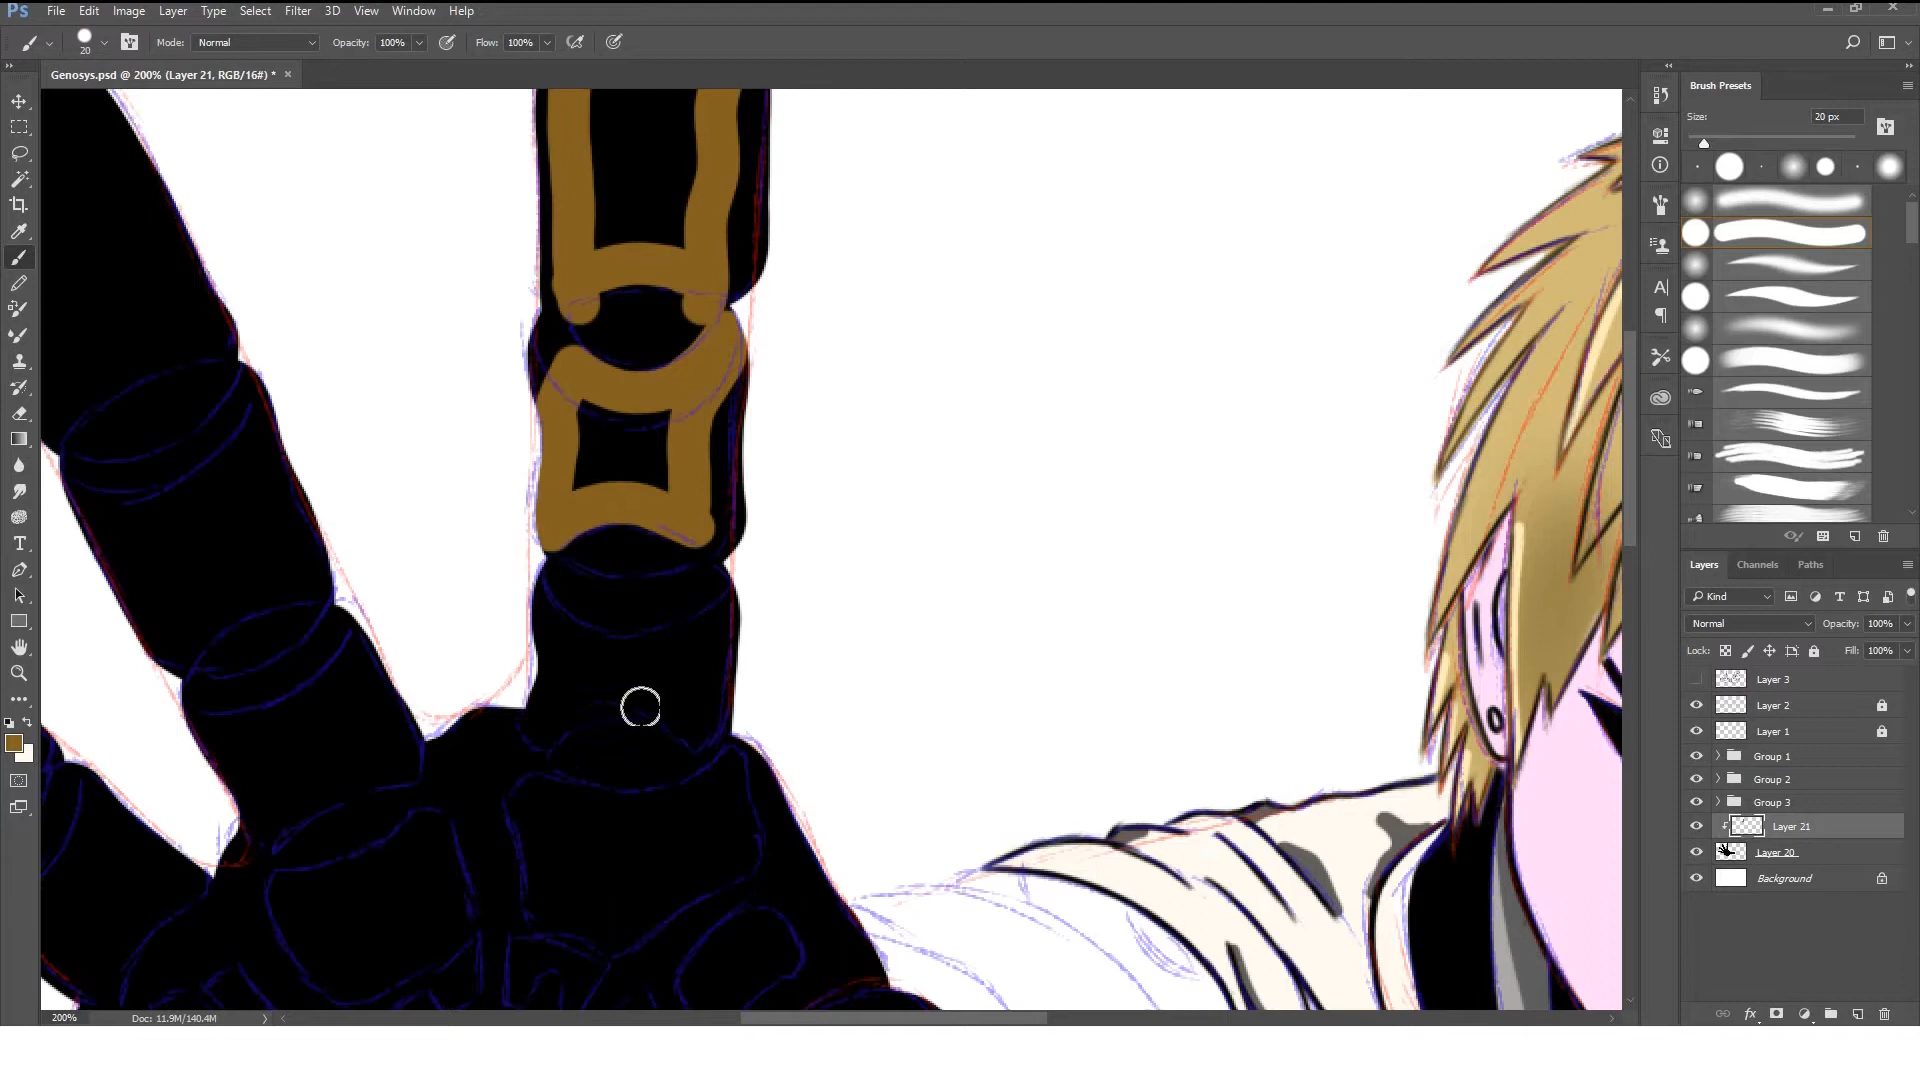 Ps File Edit Image Layer Type Select Filter 3D View Window Help
20 Mode: Normal Opacity: 100% Flow: 100%
Genosys.psd @ 200% (Layer 21, RGB/16#) * ×
Brush Presets
Size: 20 px
Layers Channels Paths
Kind
Normal Opacity: 100%
Lock: Fill: 100%
Layer 3
Layer 2
Layer 1
Group 1
Group 2
Group 3
Layer 21
Layer 20
Background
200% Doc: 11.9M/140.4M